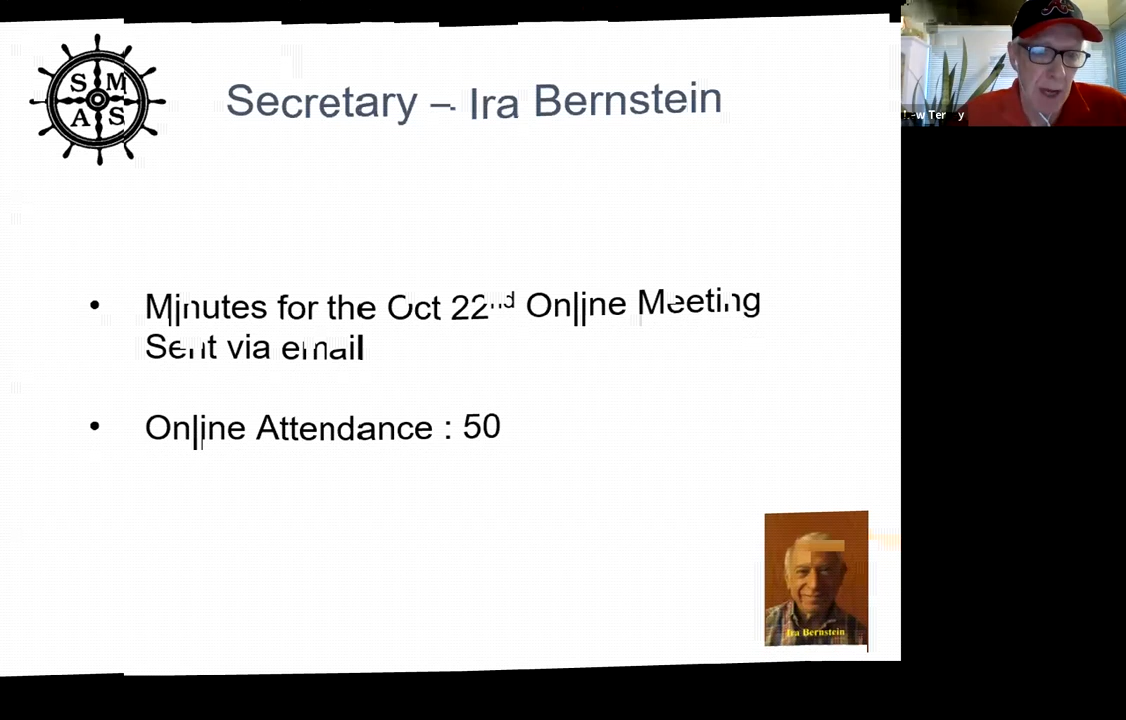 S M
A S
Secretary – Ira Bernstein
• Minutes for the Oct 22nd Online Meeting
Sent via email
• Online Attendance : 50
Ira Bernstein